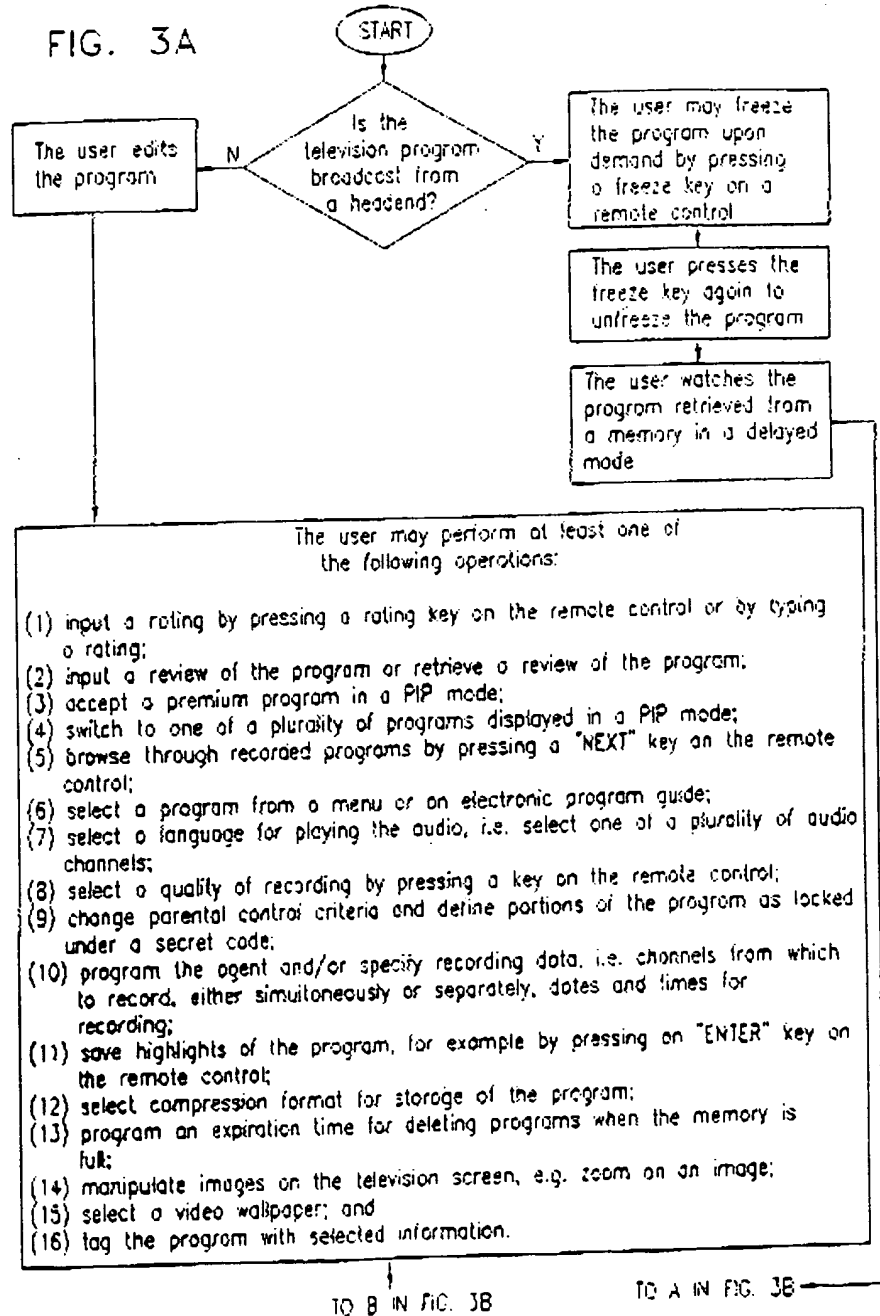 FIG. 3A
START
Is the
television program
broadcast from
a headend?
N
Y
The user edits
the program
The user may freeze
the program upon
demand by pressing
a freeze key on a
remote control
The user presses the
freeze key again to
unfreeze the program
The user watches the
program retrieved from
a memory in a delayed
mode
The user may perform at least one of
the following operations:
(1) input a rating by pressing a rating key on the remote control or by typing
a rating;
(2) input a review of the program or retrieve a review of the program;
(3) accept a premium program in a PIP mode;
(4) switch to one of a plurality of programs displayed in a PIP mode;
(5) browse through recorded programs by pressing a "NEXT" key on the remote
control;
(6) select a program from a menu or an electronic program guide;
(7) select a language for playing the audio, i.e. select one of a plurality of audio
channels;
(8) select a quality of recording by pressing a key on the remote control;
(9) change parental control criteria and define portions of the program as locked
under a secret code;
(10) program the agent and/or specify recording data, i.e. channels from which
to record, either simultoneously or separately, dates and times for
recording;
(11) save highlights of the program, for example by pressing an "ENTER" key on
the remote control;
(12) select compression format for storage of the program;
(13) program an expiration time for deleting programs when the memory is
full;
(14) manipulate images on the television screen, e.g. zoom on an image;
(15) select a video wallpaper; and
(16) tag the program with selected information.
TO B IN FIG. 3B
TO A IN FIG. 3B